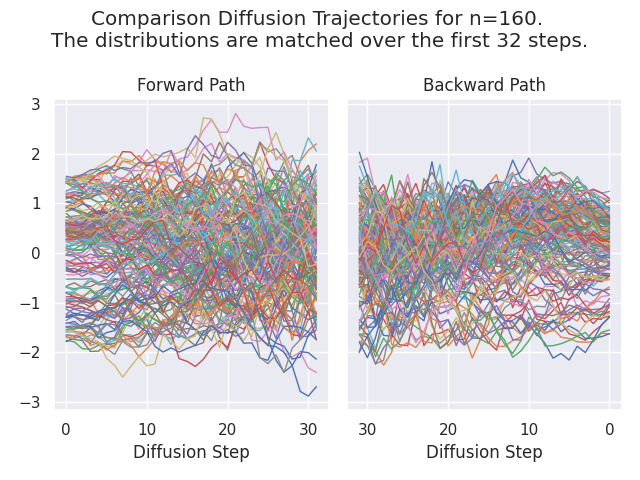 Comparison Diffusion Trajectories for n=160.
The distributions are matched over the first 32 steps.
Forward Path
Backward Path
3
2
1
0
−1
−2
−3
0
10
20
30
30
20
10
0
Diffusion Step
Diffusion Step